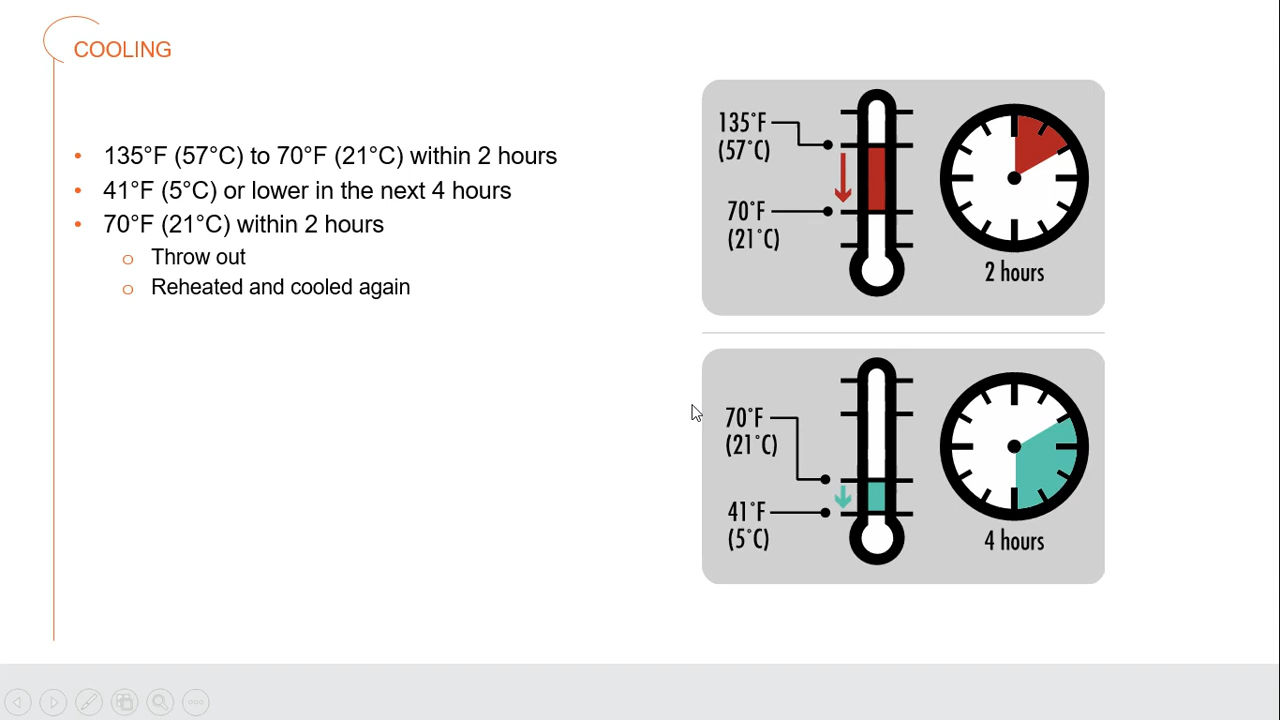 COOLING
• 135°F (57°C) to 70°F (21°C) within 2 hours
• 41°F (5°C) or lower in the next 4 hours
• 70°F (21°C) within 2 hours
o Throw out
o Reheated and cooled again
135°F
(57°C)
70°F
(21°C)
2 hours
70°F
(21°C)
41°F
(5°C)
4 hours